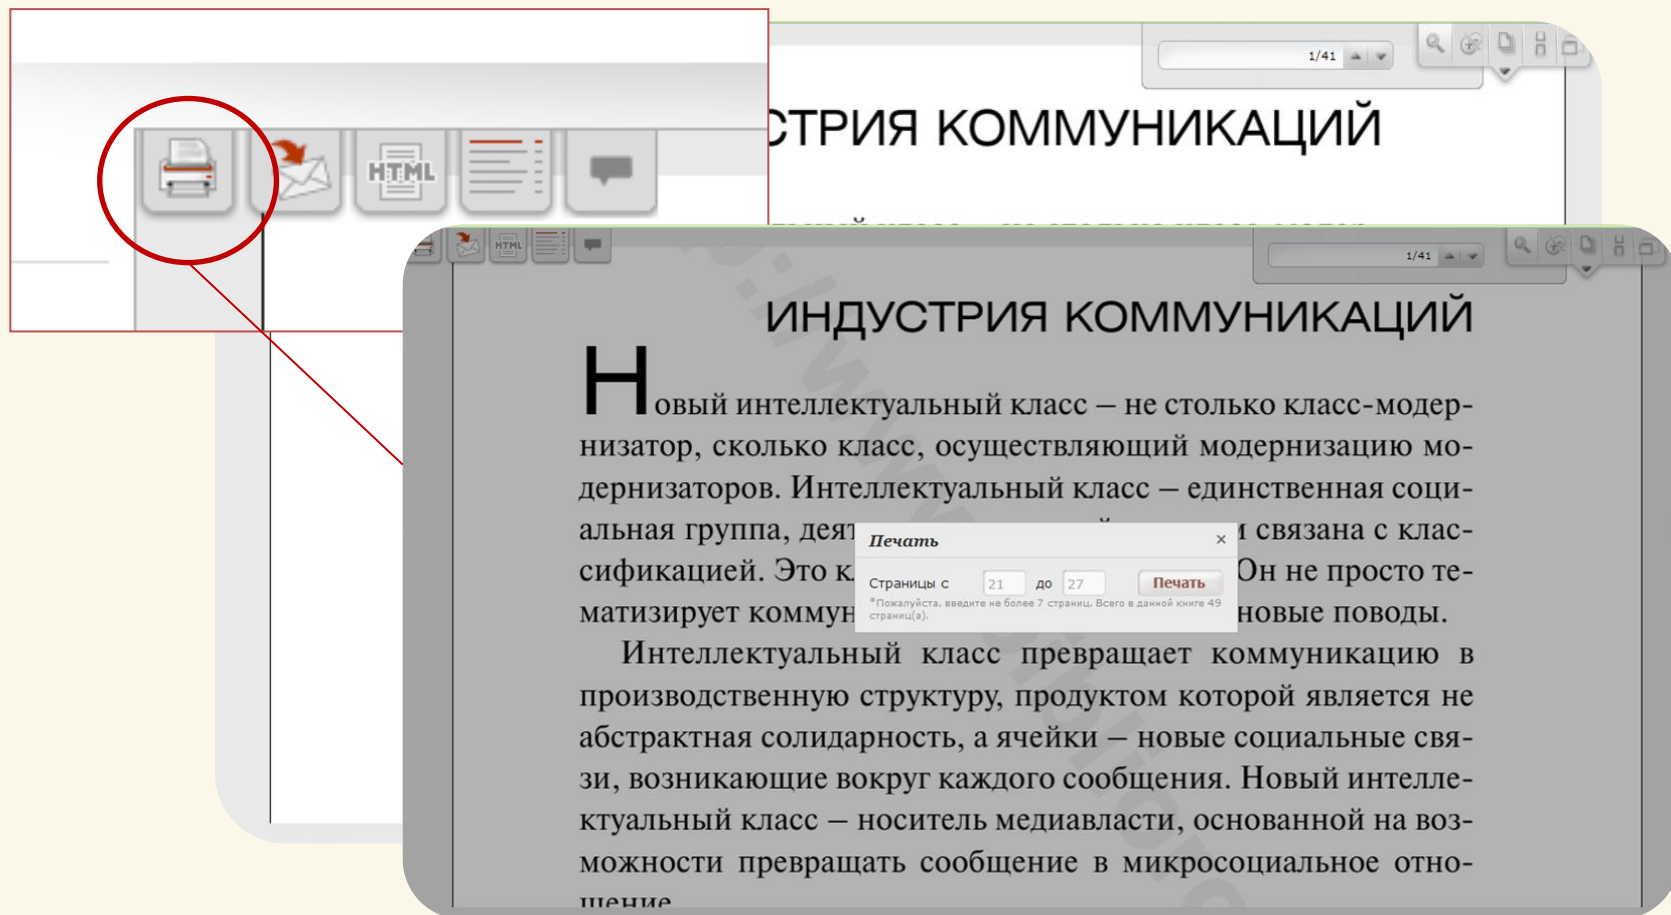 HTML
1/41
СТРИЯ КОММУНИКАЦИЙ
HTML
1/41
ИНДУСТРИЯ КОММУНИКАЦИЙ
Новый интеллектуальный класс – не столько класс-модер-
низатор, сколько класс, осуществляющий модернизацию мо-
дернизаторов. Интеллектуальный класс – единственная соци-
альная группа, деят связана с клас-
сификацией. Это к Он не просто те-
матизирует коммун новые поводы.
Печать ×
Страницы с 21 до 27 Печать
*Пожалуйста, введите не более 7 страниц. Всего в данной книге 49
страниц(а).
Интеллектуальный класс превращает коммуникацию в
производственную структуру, продуктом которой является не
абстрактная солидарность, а ячейки – новые социальные свя-
зи, возникающие вокруг каждого сообщения. Новый интелле-
ктуальный класс – носитель медиавласти, основанной на воз-
можности превращать сообщение в микросоциальное отно-
шение